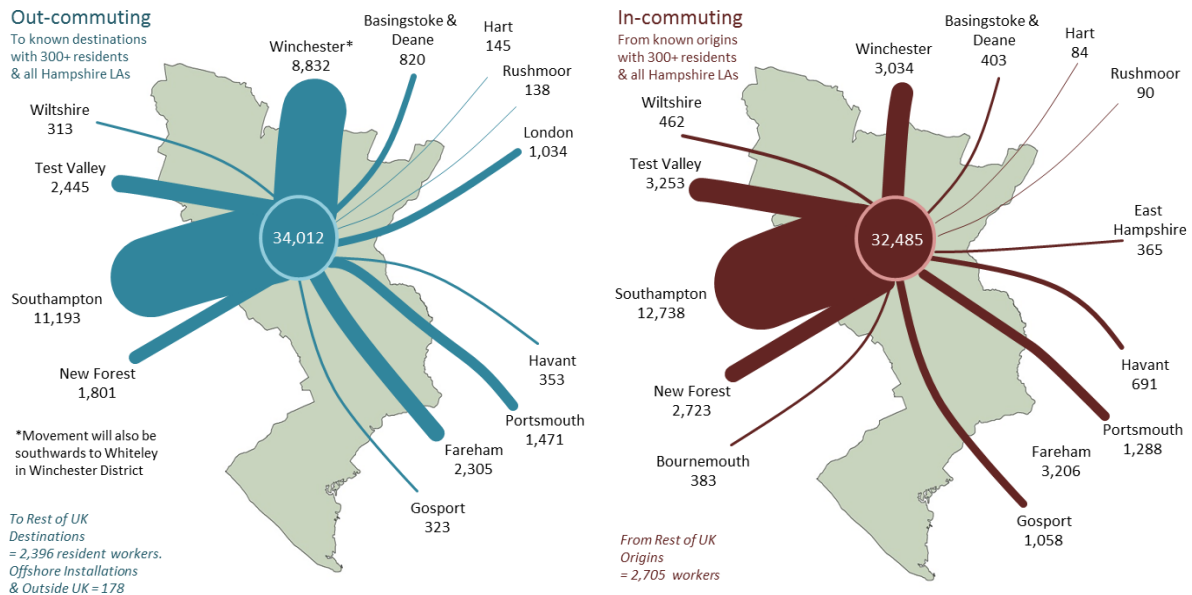 Out-commuting
To known destinations
with 300+ residents
& all Hampshire LAs
Winchester*
8,832
Basingstoke &
Deane
820
Hart
145
Rushmoor
138
London
1,034
Wiltshire
313
Test Valley
2,445
34,012
Southampton
11,193
New Forest
1,801
Havant
353
Portsmouth
1,471
Fareham
2,305
Gosport
323
*Movement will also be
southwards to Whiteley
in Winchester District
To Rest of UK
Destinations
= 2,396 resident workers.
Offshore Installations
& Outside UK = 178
In-commuting
From known origins
with 300+ residents
& all Hampshire LAs
Winchester
3,034
Basingstoke &
Deane
403
Hart
84
Rushmoor
90
Wiltshire
462
Test Valley
3,253
32,485
East
Hampshire
365
Southampton
12,738
New Forest
2,723
Havant
691
Portsmouth
1,288
Fareham
3,206
Bournemouth
383
Gosport
1,058
From Rest of UK
Origins
= 2,705 workers